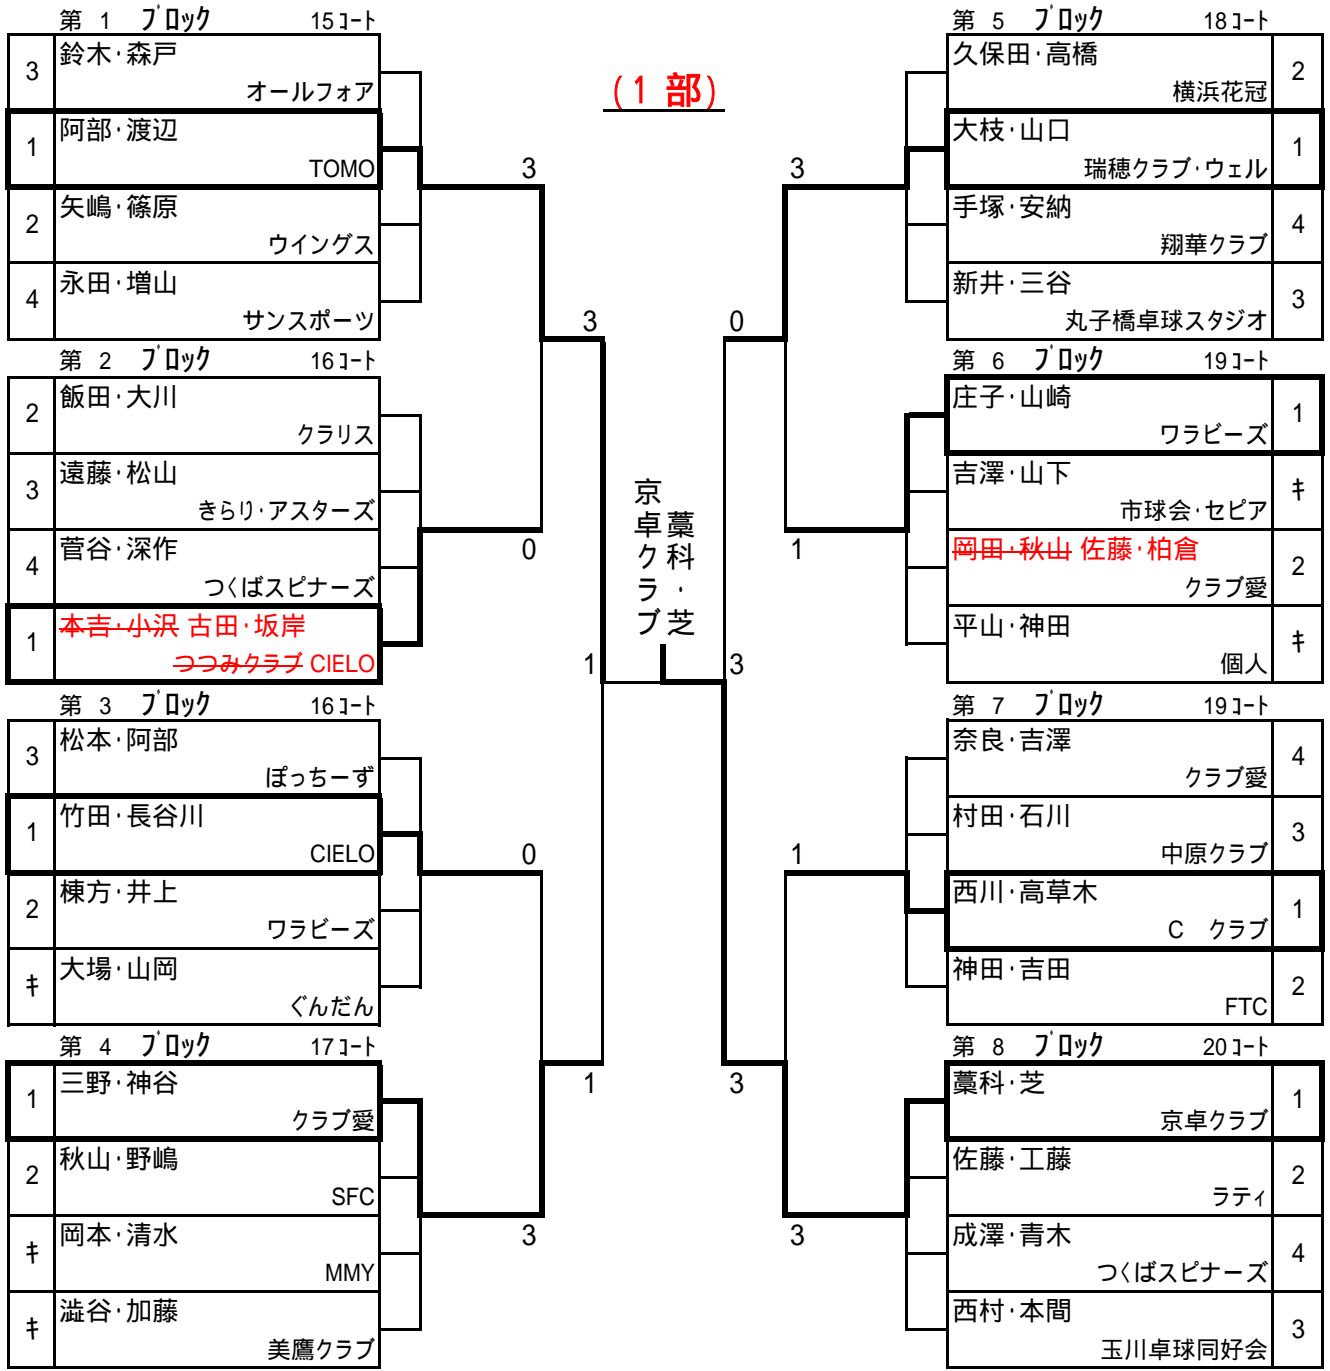 (1 部)
第 1 ブロック 15コート
3 鈴木・森戸
オールフォア
1 阿部・渡辺
TOMO
2 矢嶋・篠原
ウイングス
4 永田・増山
サンスポーツ
第 2 ブロック 16コート
2 飯田・大川
クラリス
3 遠藤・松山
きらり・アスターズ
4 菅谷・深作
つくばスピナーズ
1 本吉・小沢 古田・坂岸
つつみクラブ CIELO
第 3 ブロック 16コート
3 松本・阿部
ぽっちーず
1 竹田・長谷川
CIELO
2 棟方・井上
ワラビーズ
キ 大場・山岡
ぐんだん
第 4 ブロック 17コート
1 三野・神谷
クラブ愛
2 秋山・野嶋
SFC
キ 岡本・清水
MMY
キ 澁谷・加藤
美鷹クラブ
3
0
0
3
3
1
1
藁科・芝
京卓クラブ
3
0
3
3
1
1
3
第 5 ブロック 18コート
久保田・高橋 2
横浜花冠
大枝・山口 1
瑞穂クラブ・ウェル
手塚・安納 4
翔華クラブ
新井・三谷 3
丸子橋卓球スタジオ
第 6 ブロック 19コート
庄子・山崎 1
ワラビーズ
吉澤・山下 キ
市球会・セピア
岡田・秋山 佐藤・柏倉 2
クラブ愛
平山・神田 キ
個人
第 7 ブロック 19コート
奈良・吉澤 4
クラブ愛
村田・石川 3
中原クラブ
西川・高草木 1
C クラブ
神田・吉田 2
FTC
第 8 ブロック 20コート
藁科・芝 1
京卓クラブ
佐藤・工藤 2
ラティ
成澤・青木 4
つくばスピナーズ
西村・本間 3
玉川卓球同好会